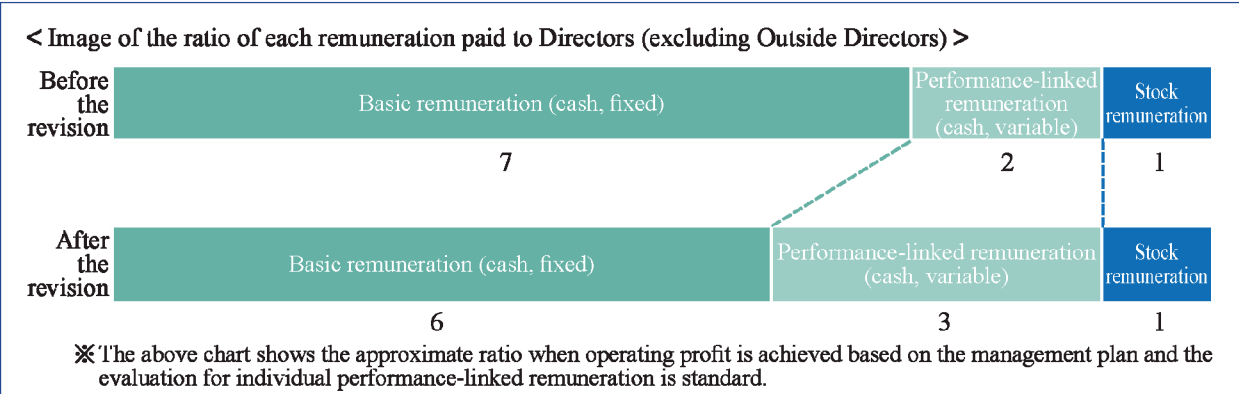 < Image of the ratio of each remuneration paid to Directors (excluding Outside Directors) >
Before
the
revision
Basic remuneration (cash, fixed)
Performance-linked
remuneration
(cash, variable)
Stock
remuneration
7
2
1
After
the
revision
Basic remuneration (cash, fixed)
Performance-linked remuneration
(cash, variable)
Stock
remuneration
6
3
1
※ The above chart shows the approximate ratio when operating profit is achieved based on the management plan and the
evaluation for individual performance-linked remuneration is standard.